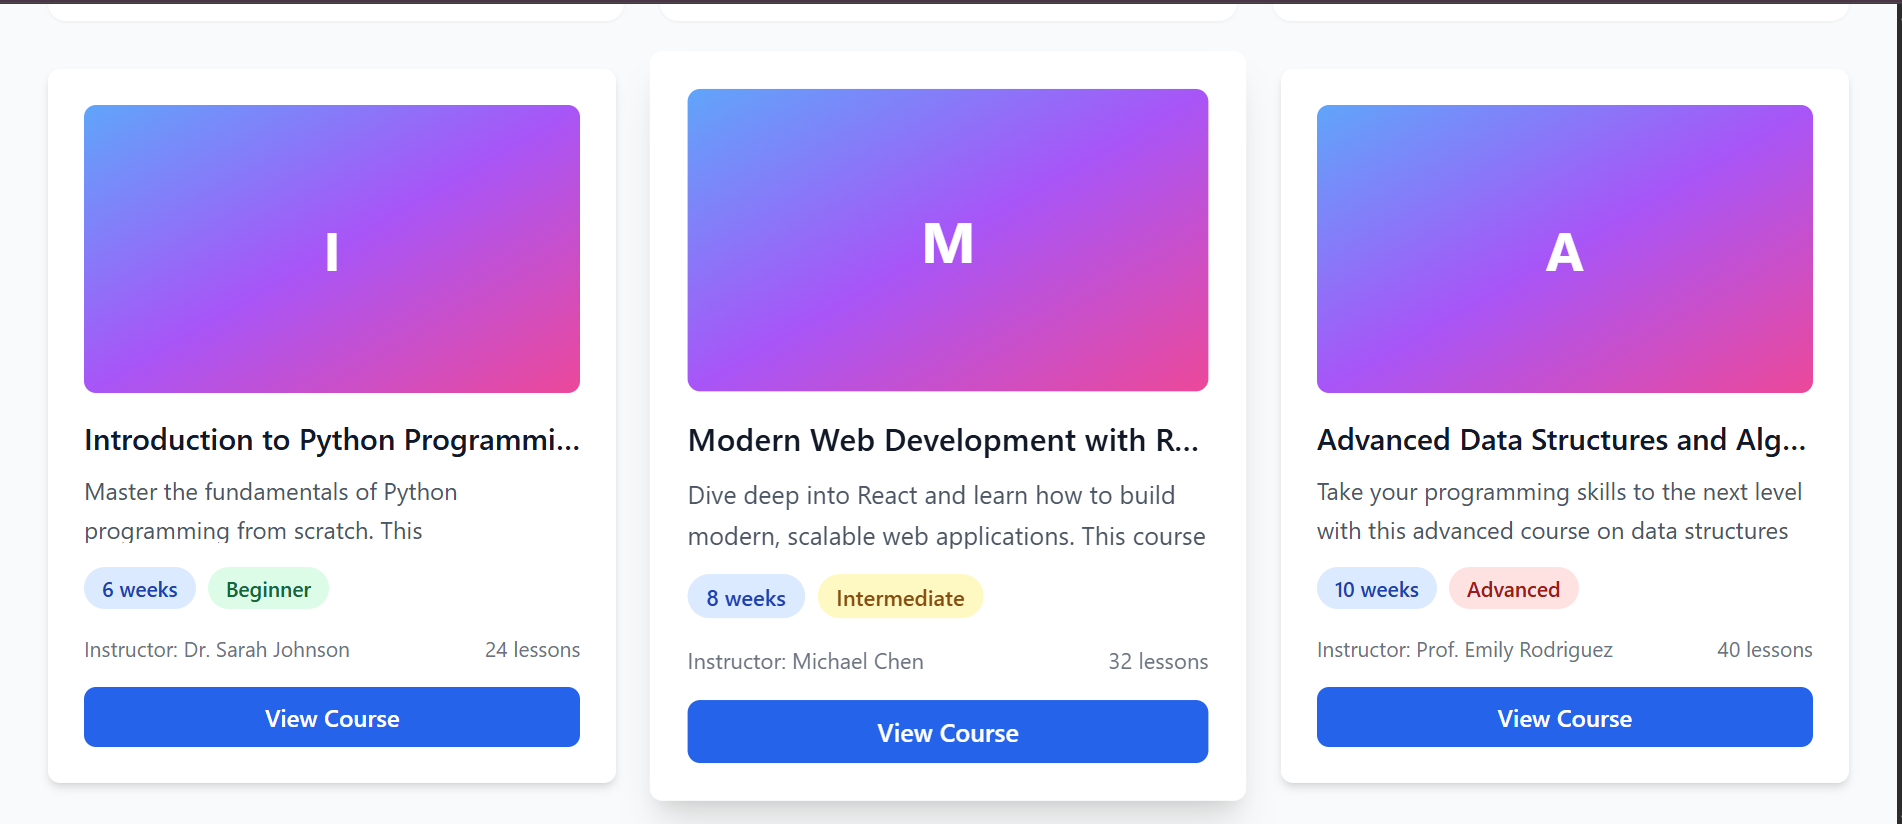 I
Introduction to Python Programmi...
Master the fundamentals of Python
programming from scratch. This
6 weeks
Beginner
Instructor: Dr. Sarah Johnson
24 lessons
View Course
M
Modern Web Development with R...
Dive deep into React and learn how to build
modern, scalable web applications. This course
8 weeks
Intermediate
Instructor: Michael Chen
32 lessons
View Course
A
Advanced Data Structures and Alg...
Take your programming skills to the next level
with this advanced course on data structures
10 weeks
Advanced
Instructor: Prof. Emily Rodriguez
40 lessons
View Course